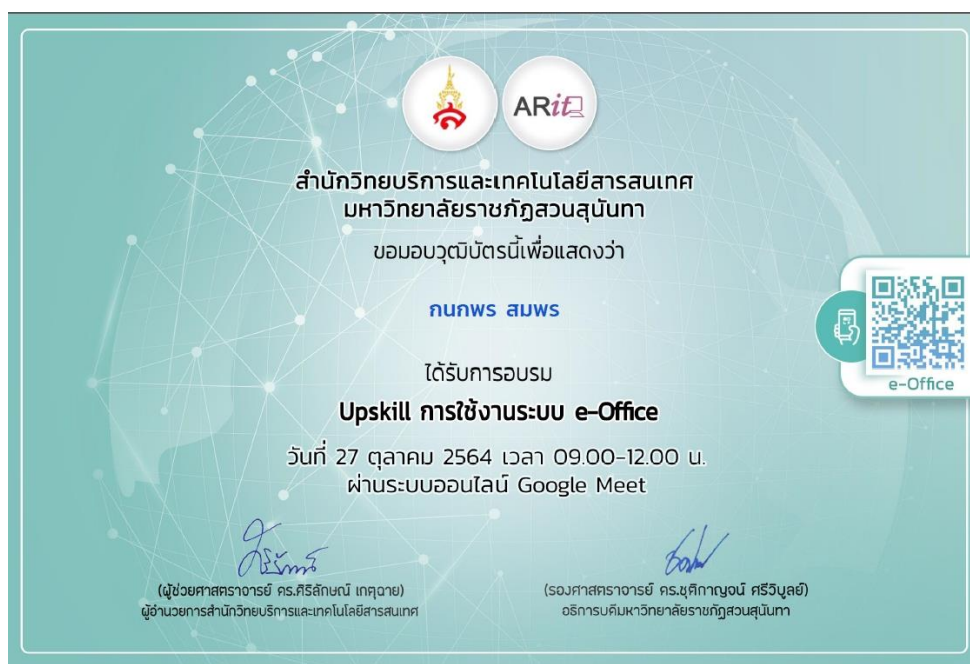 ARit
สำนักวิทยบริการและเทคโนโลยีสารสนเทศ
มหาวิทยาลัยราชภัฏสวนสุนันทา
ขอมอบวุฒิบัตรนี้เพื่อแสดงว่า
กนกพร สมพร
ได้รับการอบรม
Upskill การใช้งานระบบ e-Office
วันที่ 27 ตุลาคม 2564 เวลา 09.00-12.00 น.
ผ่านระบบออนไลน์ Google Meet
e-Office
(ผู้ช่วยศาสตราจารย์ ดร.ศิริลักษณ์ เกตุฉาย)
ผู้อำนวยการสำนักวิทยบริการและเทคโนโลยีสารสนเทศ
(รองศาสตราจารย์ ดร.ชุติกาญจน์ ศรีวิบูลย์)
อธิการบดีมหาวิทยาลัยราชภัฏสวนสุนันทา